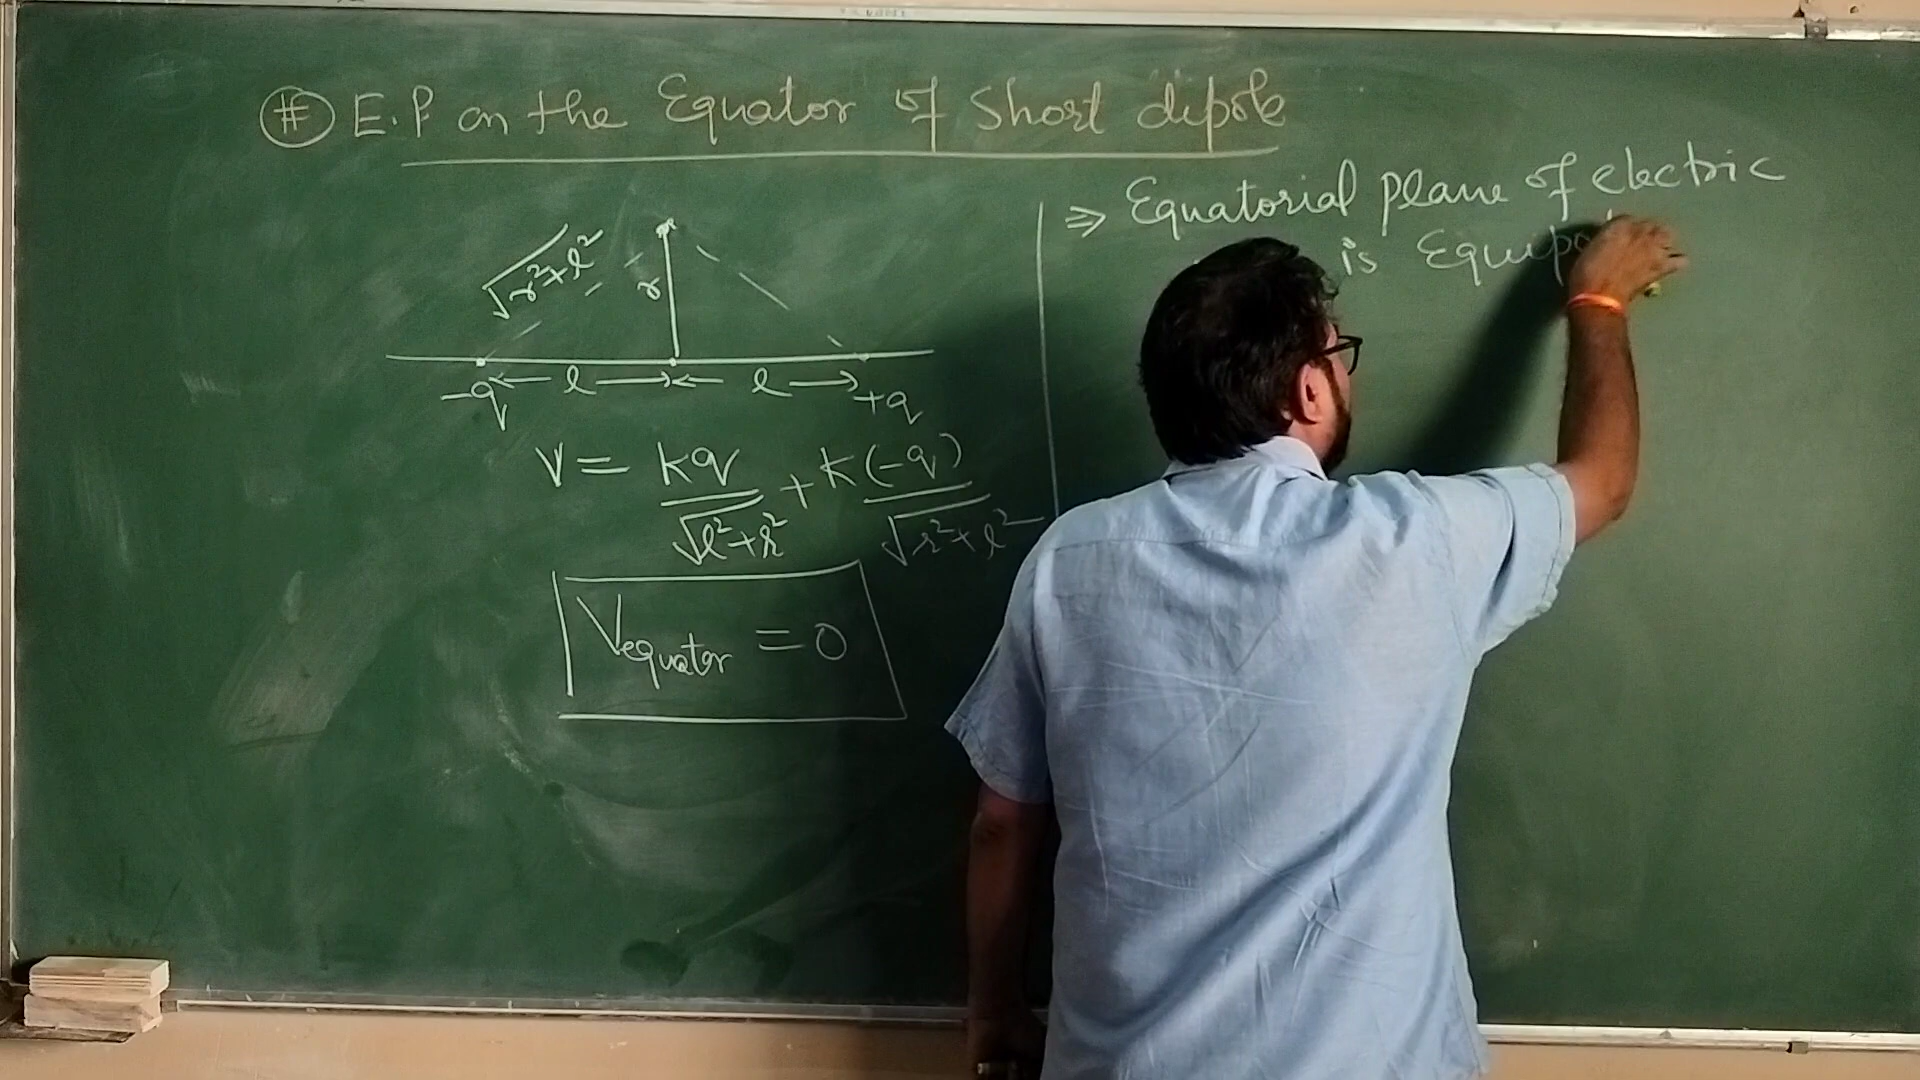 # E.P on the Equator of Short dipole
√r²+l²
r
-q l l +q
V = kq/√l²+r² + k(-q)/√r²+l²
Vequator = 0
⇒ Equatorial plane of electric
is Equipo